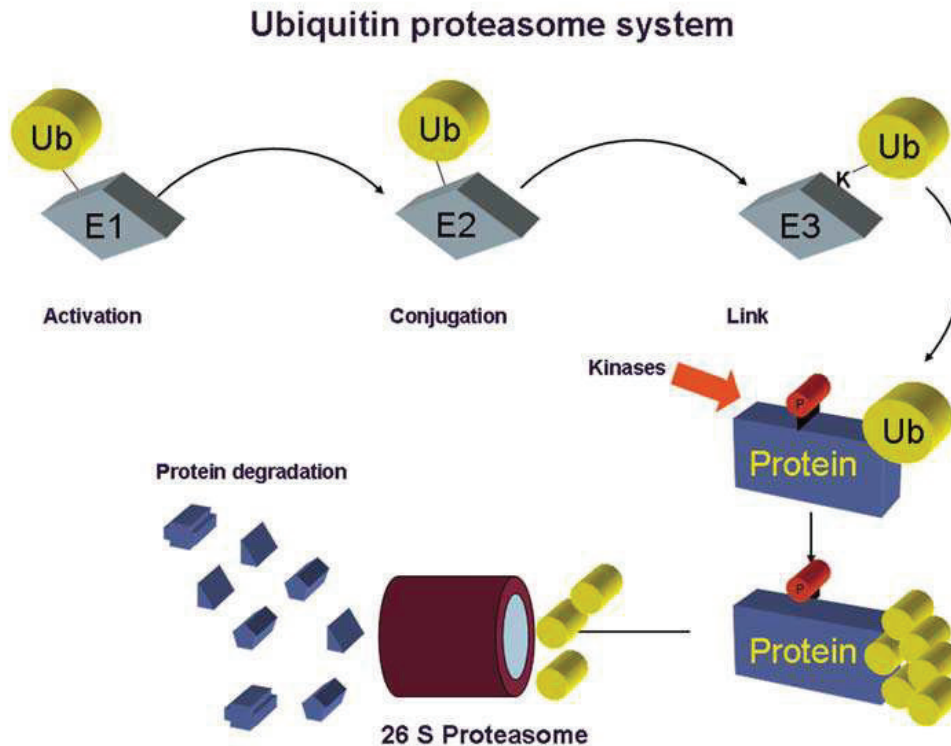 Ubiquitin proteasome system
Ub
Ub
Ub
E1
E2
E3
K
Activation
Conjugation
Link
Kinases
P
Protein
Ub
Protein degradation
P
Protein
26 S Proteasome